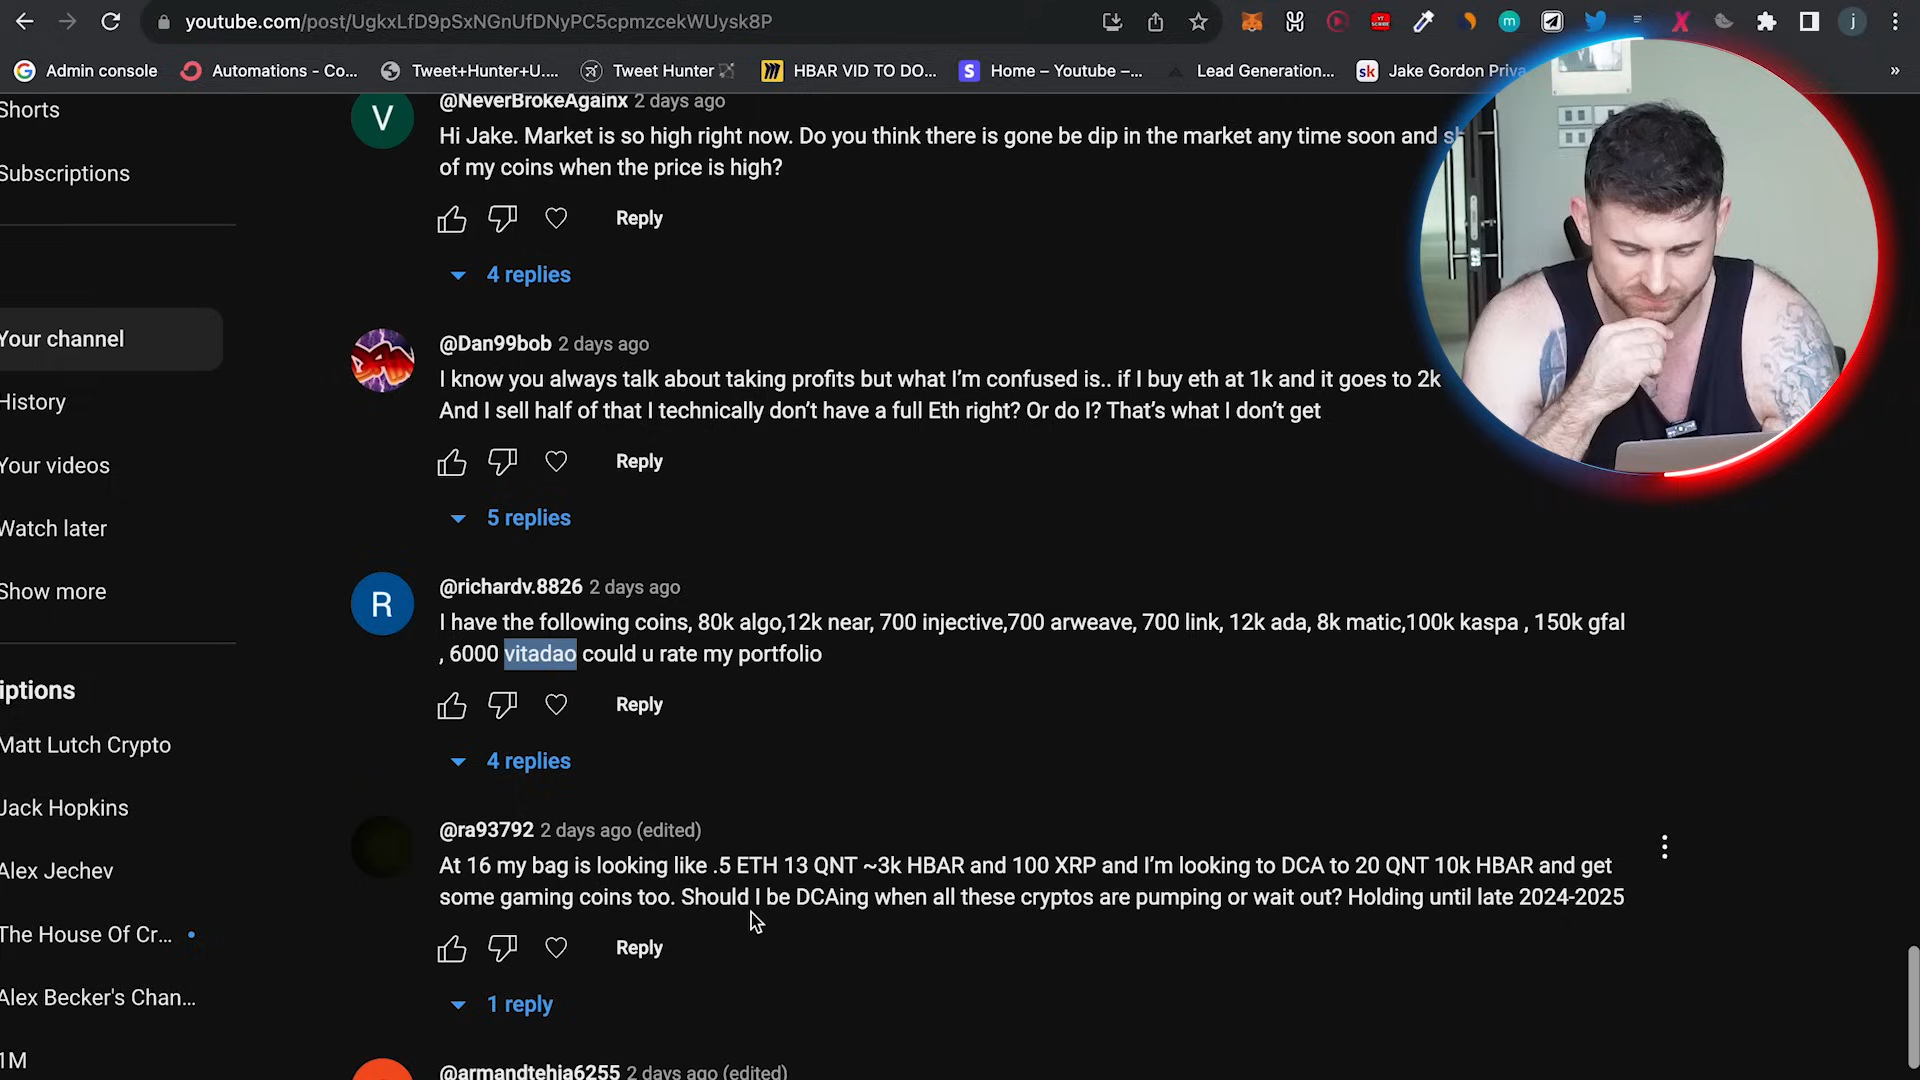 youtube.com/post/UgkxLfD9pSxNGnUfDNyPC5cpmzcekWUysk8P
j
Admin console
Automations - Co...
Tweet+Hunter+U....
Tweet Hunter
HBAR VID TO DO...
Home – Youtube –...
Lead Generation...
Jake Gordon Priva
»
Shorts
Subscriptions
Your channel
History
Your videos
Watch later
Show more
iptions
Matt Lutch Crypto
Jack Hopkins
Alex Jechev
The House Of Cr...
Alex Becker's Chan...
1M
V
@NeverBrokeAgainx 2 days ago
Hi Jake. Market is so high right now. Do you think there is gone be dip in the market any time soon and
of my coins when the price is high?
Reply
4 replies
DAN
@Dan99bob 2 days ago
I know you always talk about taking profits but what I'm confused is.. if I buy eth at 1k and it goes to 2k
And I sell half of that I technically don't have a full Eth right? Or do I? That's what I don't get
Reply
5 replies
R
@richardv.8826 2 days ago
I have the following coins, 80k algo,12k near, 700 injective,700 arweave, 700 link, 12k ada, 8k matic,100k kaspa , 150k gfal
, 6000 vitadao could u rate my portfolio
Reply
4 replies
@ra93792 2 days ago (edited)
At 16 my bag is looking like .5 ETH 13 QNT ~3k HBAR and 100 XRP and I'm looking to DCA to 20 QNT 10k HBAR and get
some gaming coins too. Should I be DCAing when all these cryptos are pumping or wait out? Holding until late 2024-2025
Reply
1 reply
@armandtehja6255 2 days ago (edited)